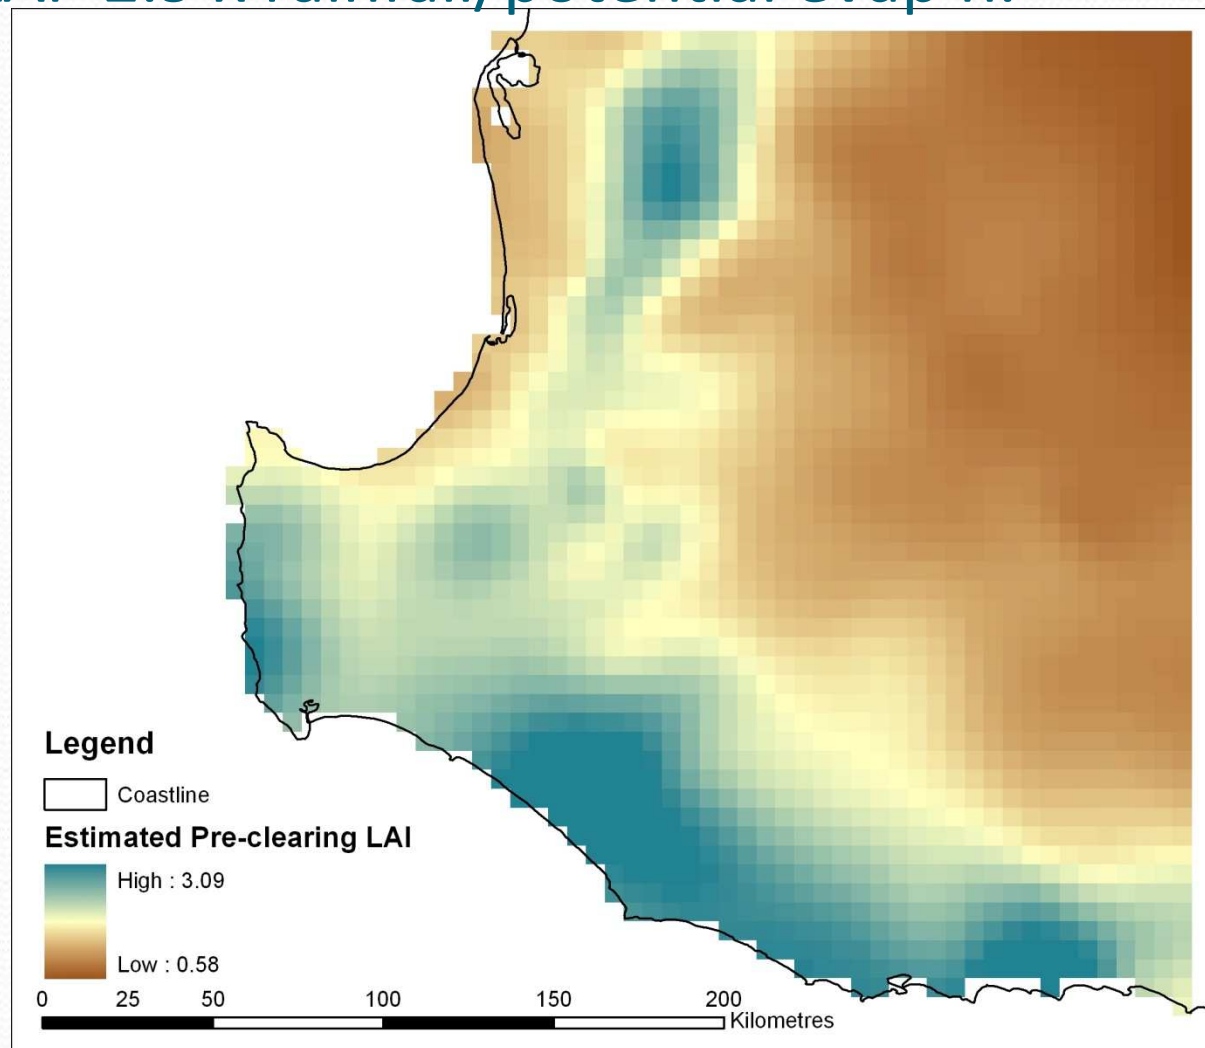 Legend
Coastline
Estimated Pre-clearing LAI
High : 3.09
Low : 0.58
0 25 50 100 150 200
Kilometres